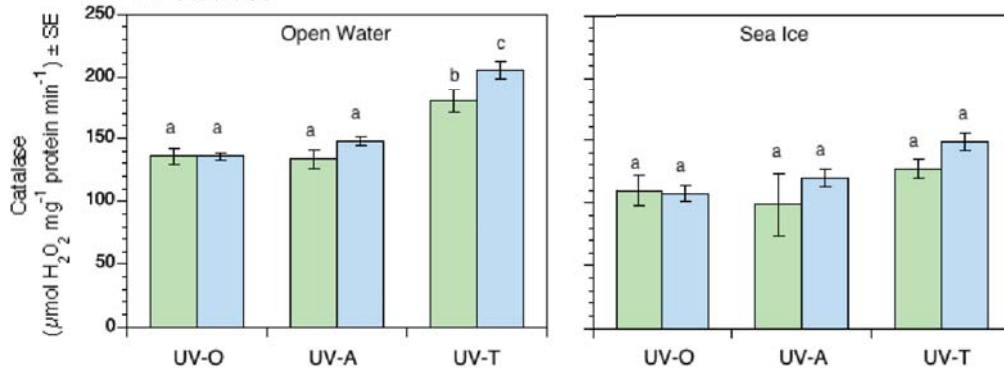 Open Water
Sea Ice
Catalase
(µmol H₂O₂ mg⁻¹ protein min⁻¹) ± SE
250
200
150
100
50
0
a a a a b c
a a a a a a
UV-O UV-A UV-T
UV-O UV-A UV-T